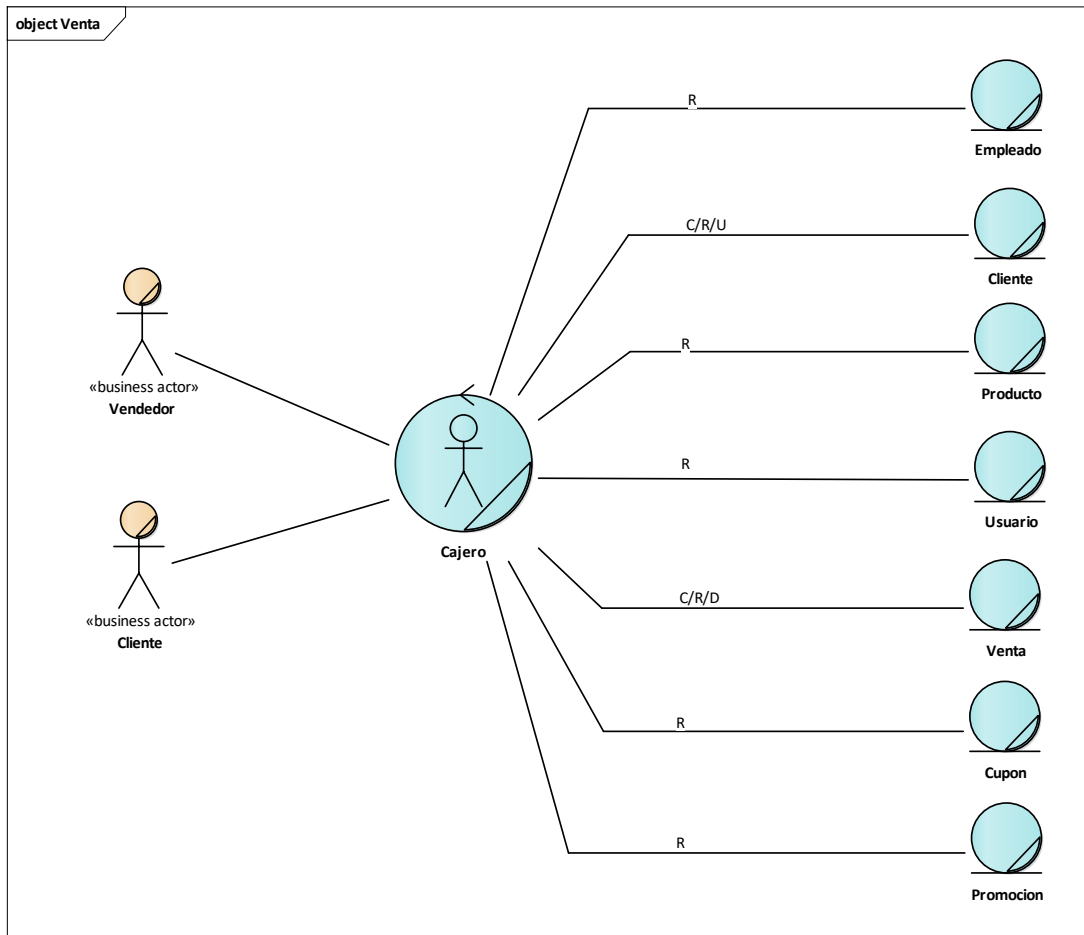 object Venta
R
Empleado
C/R/U
Cliente
«business actor»
Vendedor
R
Producto
Cajero
R
Usuario
«business actor»
Cliente
C/R/D
Venta
R
Cupon
R
Promocion